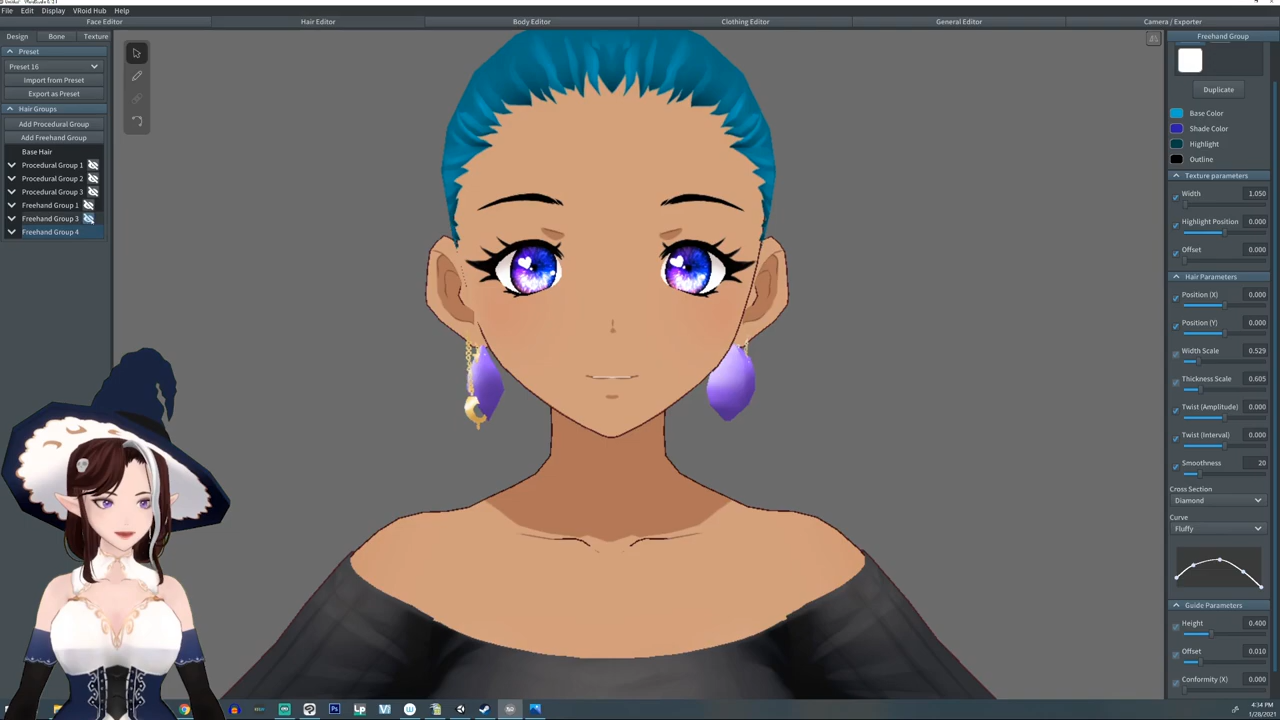 File Edit Display VRoid Hub Help
Face Editor Hair Editor Body Editor Clothing Editor General Editor Camera / Exporter
Design Bone Texture
Preset
Preset 16
Import from Preset
Export as Preset
Hair Groups
Add Procedural Group
Add Freehand Group
Base Hair
Procedural Group 1
Procedural Group 2
Procedural Group 3
Freehand Group 1
Freehand Group 3
Freehand Group 4
Freehand Group
Duplicate
Base Color
Shade Color
Highlight
Outline
Texture parameters
Width 1.050
Highlight Position 0.000
Offset 0.000
Hair Parameters
Position (X) 0.000
Position (Y) 0.000
Width Scale 0.529
Thickness Scale 0.605
Twist (Amplitude) 0.000
Twist (Interval) 0.000
Smoothness 20
Cross Section
Diamond
Curve
Fluffy
Guide Parameters
Height 0.400
Offset 0.010
Conformity (X) 0.000
4:34 PM
1/28/2021